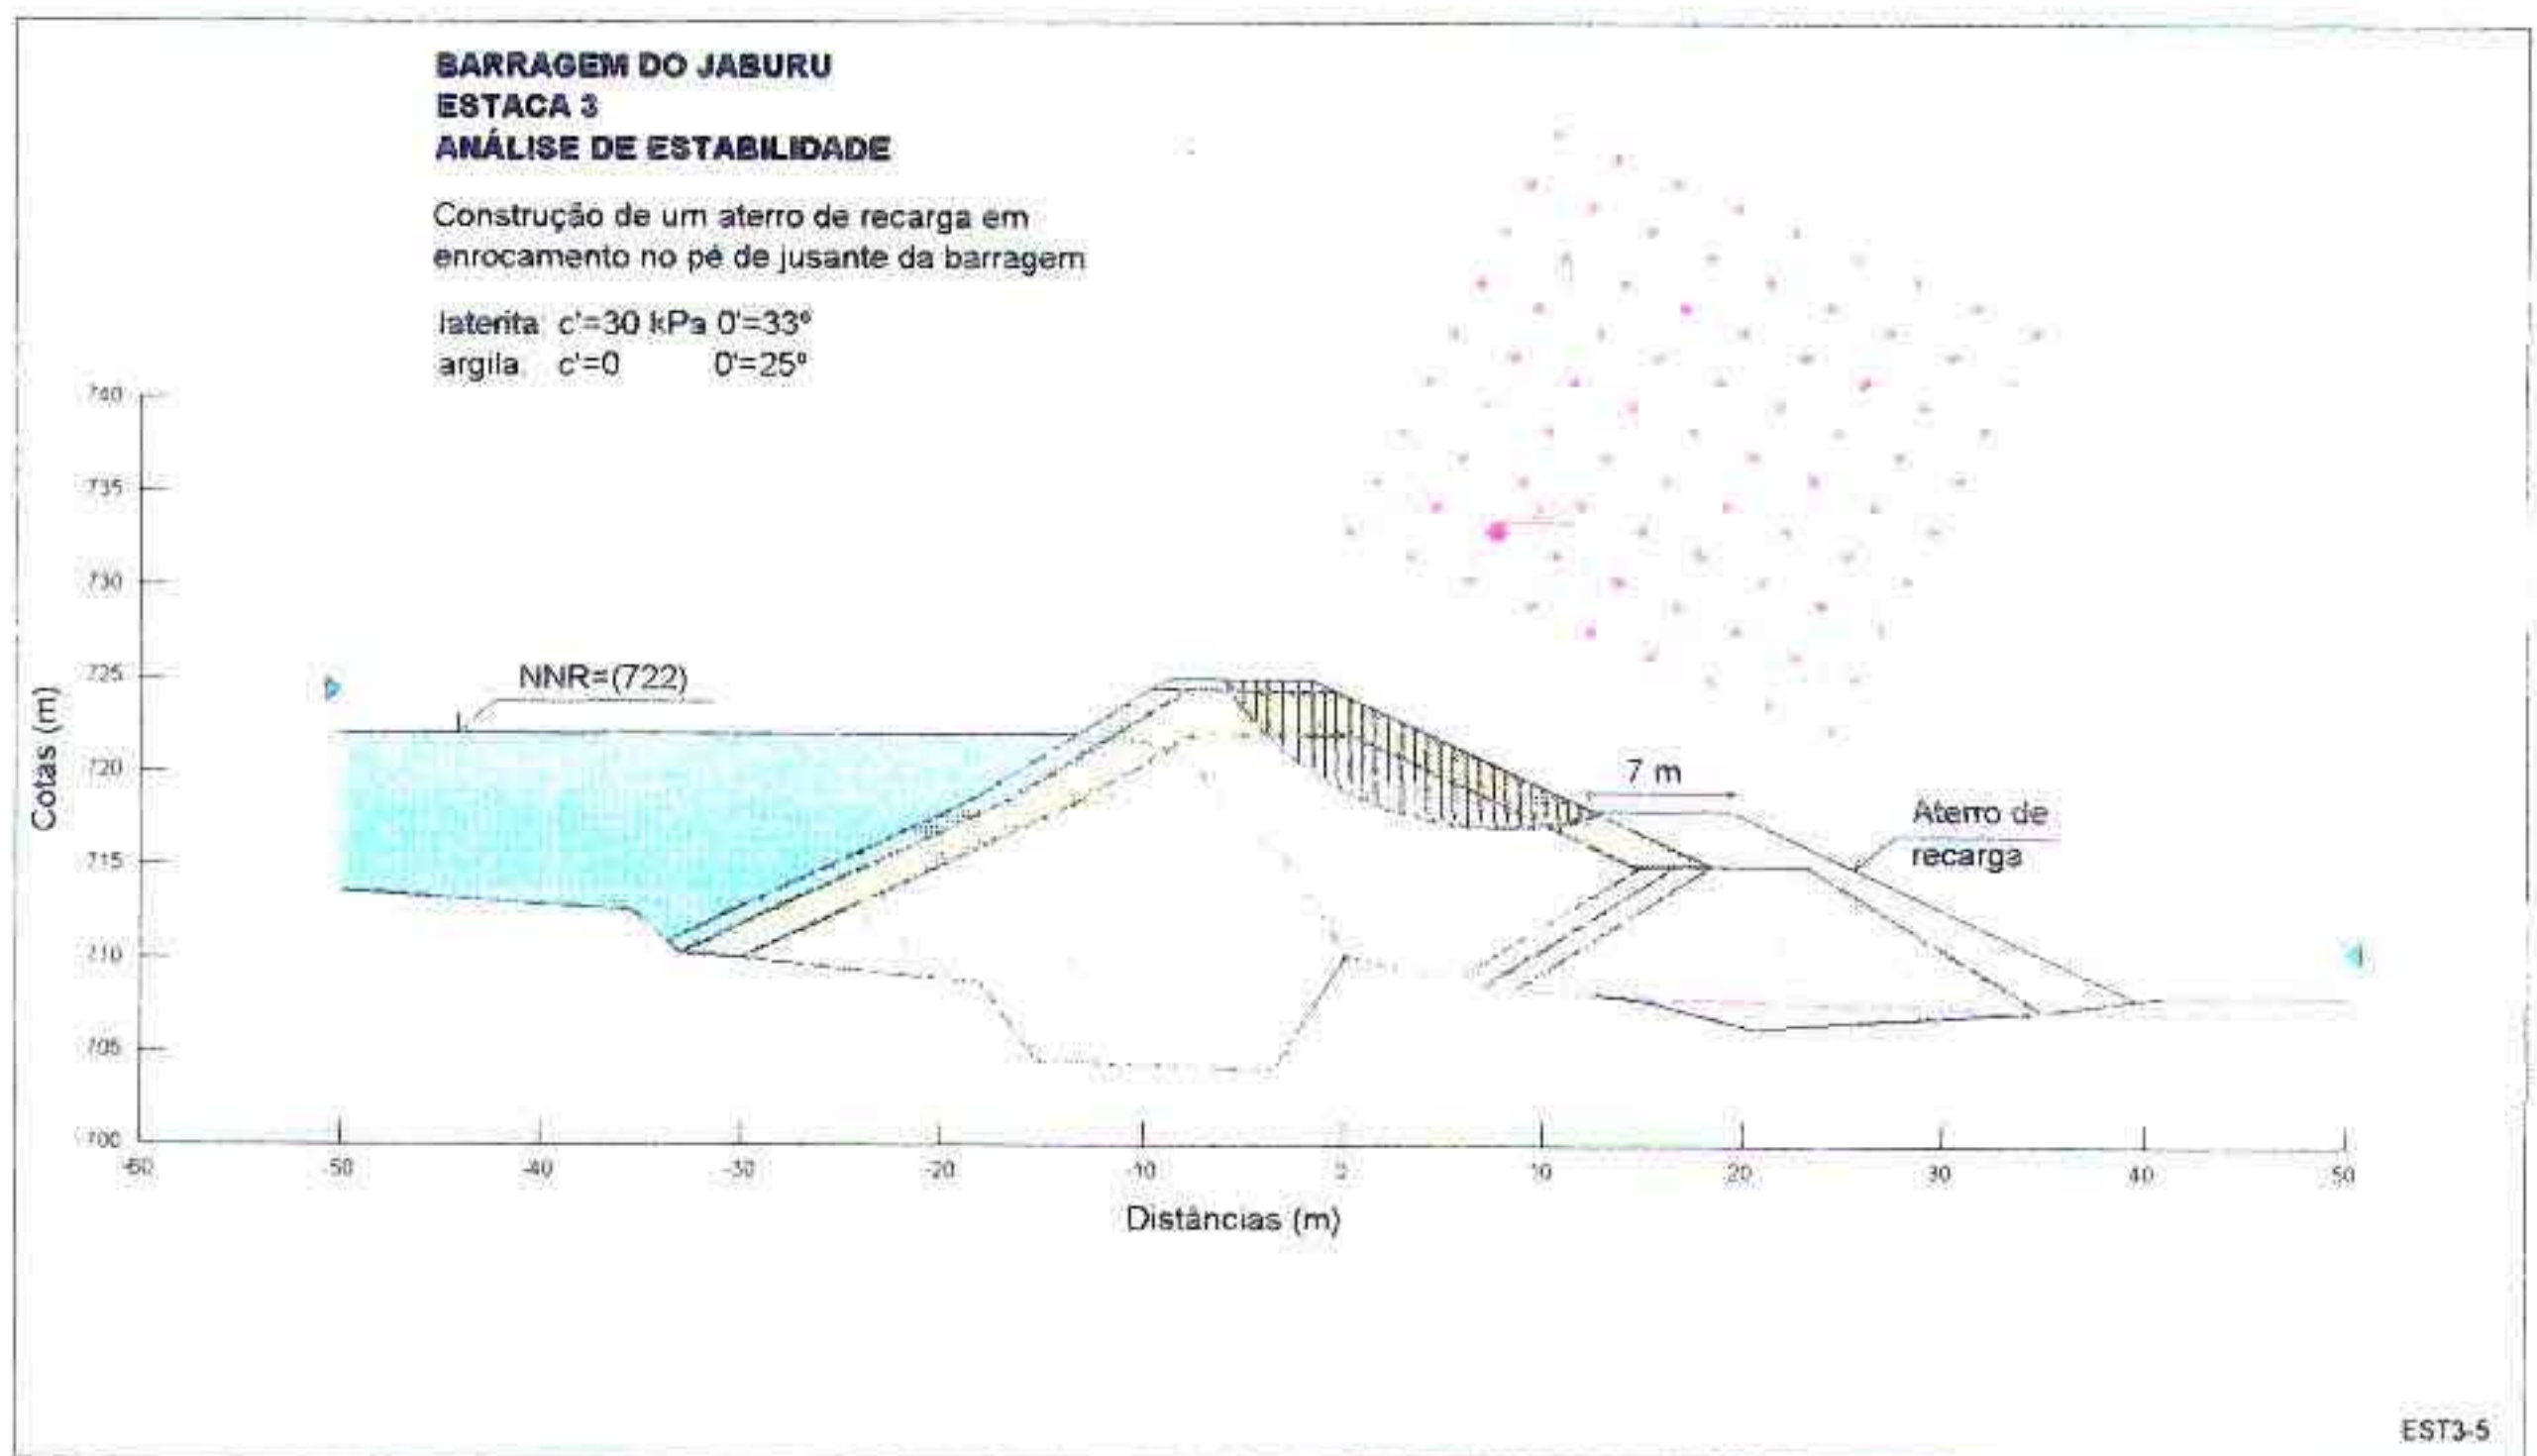 BARRAGEM DO JABURU
ESTACA 3
ANÁLISE DE ESTABILIDADE
Construção de um aterro de recarga em
enrocamento no pé de jusante da barragem
laterita: c'=30 kPa 0'=33º
argila: c'=0 0'=25º
740
735
730
725
720
715
710
705
700
Cotas (m)
NNR=(722)
7 m
Aterro de
recarga
-60 -50 -40 -30 -20 -10 0 10 20 30 40 50
Distâncias (m)
EST3-5